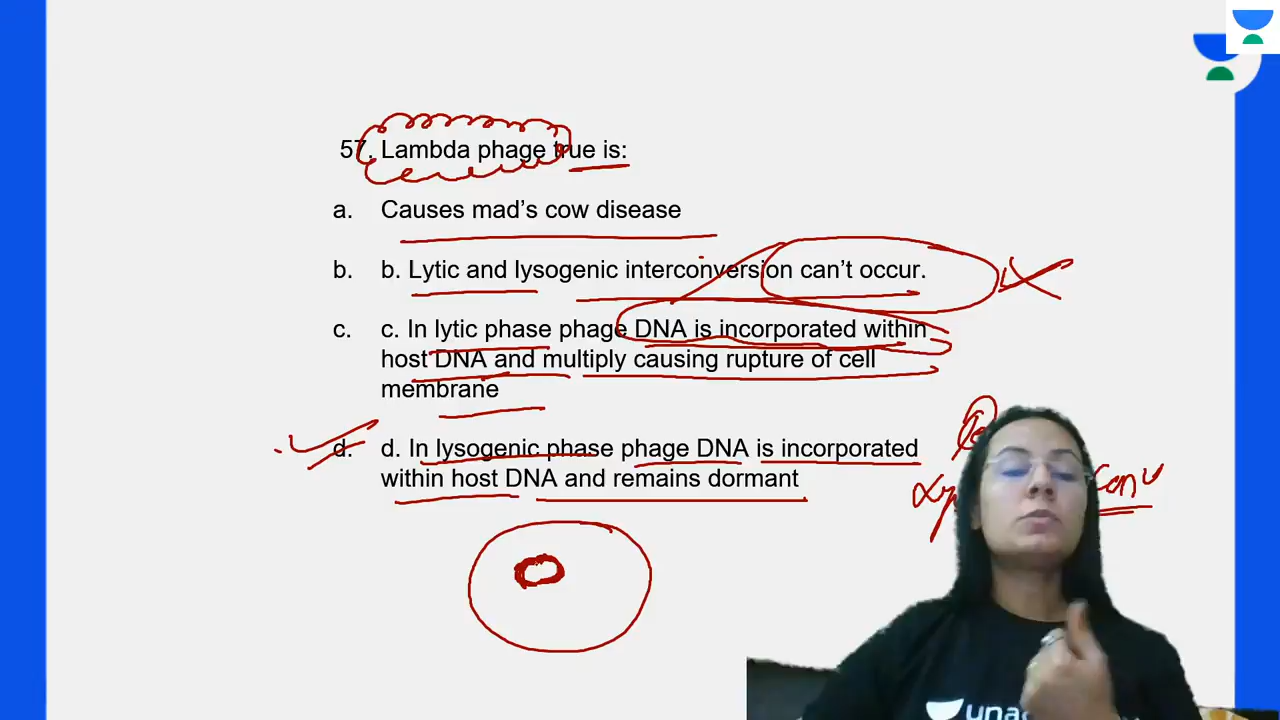 57. Lambda phage true is:
a. Causes mad's cow disease
b. b. Lytic and lysogenic interconversion can't occur.
c. c. In lytic phase phage DNA is incorporated within
host DNA and multiply causing rupture of cell
membrane
d. d. In lysogenic phase phage DNA is incorporated
within host DNA and remains dormant